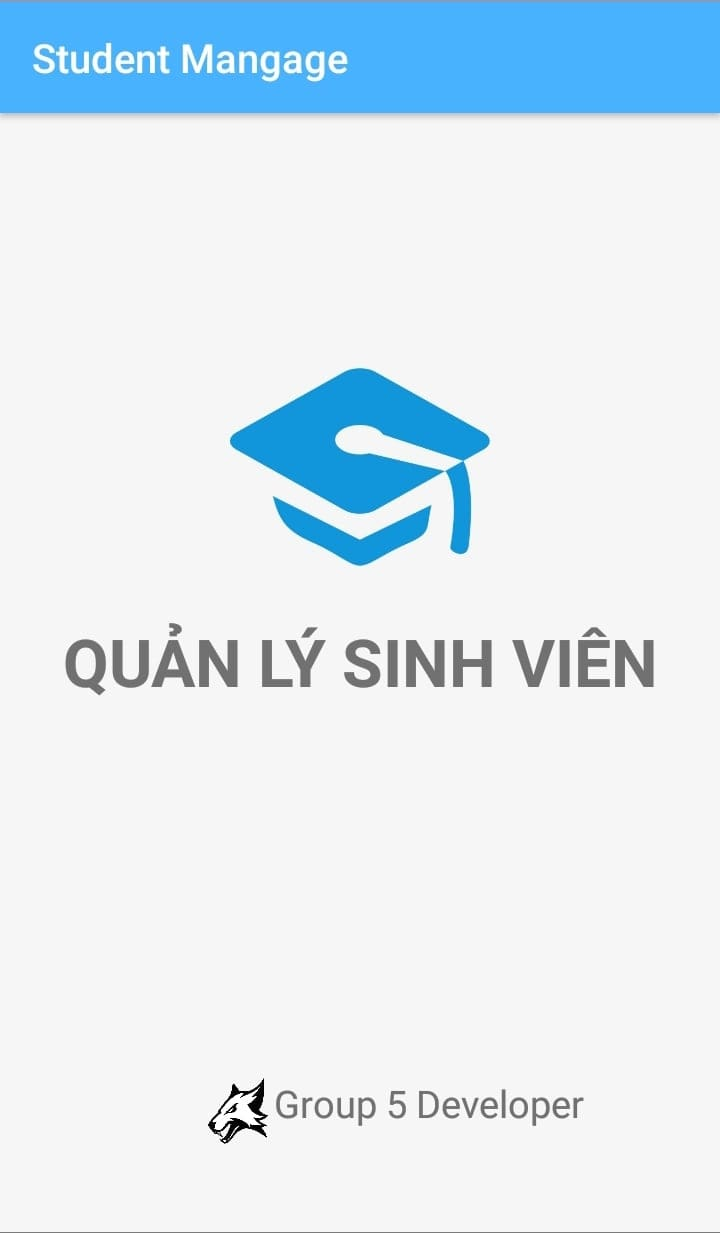 Student Mangage
QUẢN LÝ SINH VIÊN
Group 5 Developer